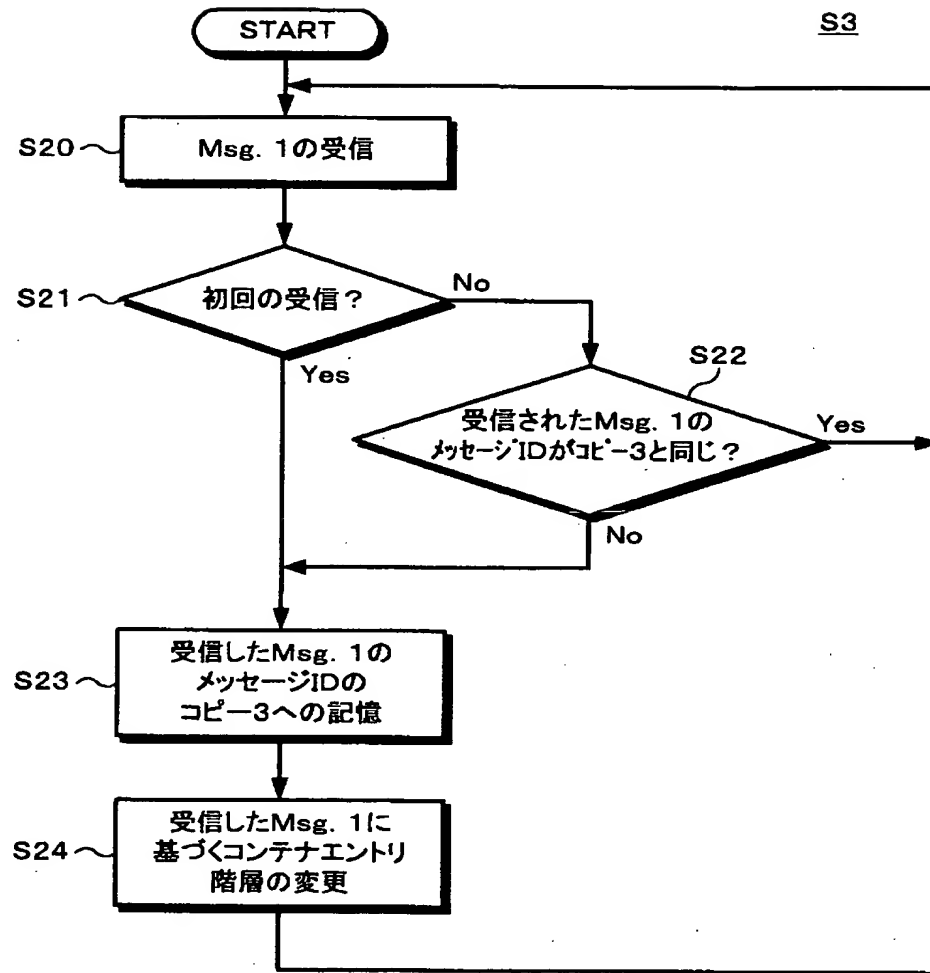 START
S3
S20
Msg. 1の受信
S21
初回の受信?
No
Yes
S22
受信されたMsg. 1の
メッセージIDがコピー3と同じ?
Yes
No
S23
受信したMsg. 1の
メッセージIDの
コピー3への記憶
S24
受信したMsg. 1に
基づくコンテナエントリ
階層の変更